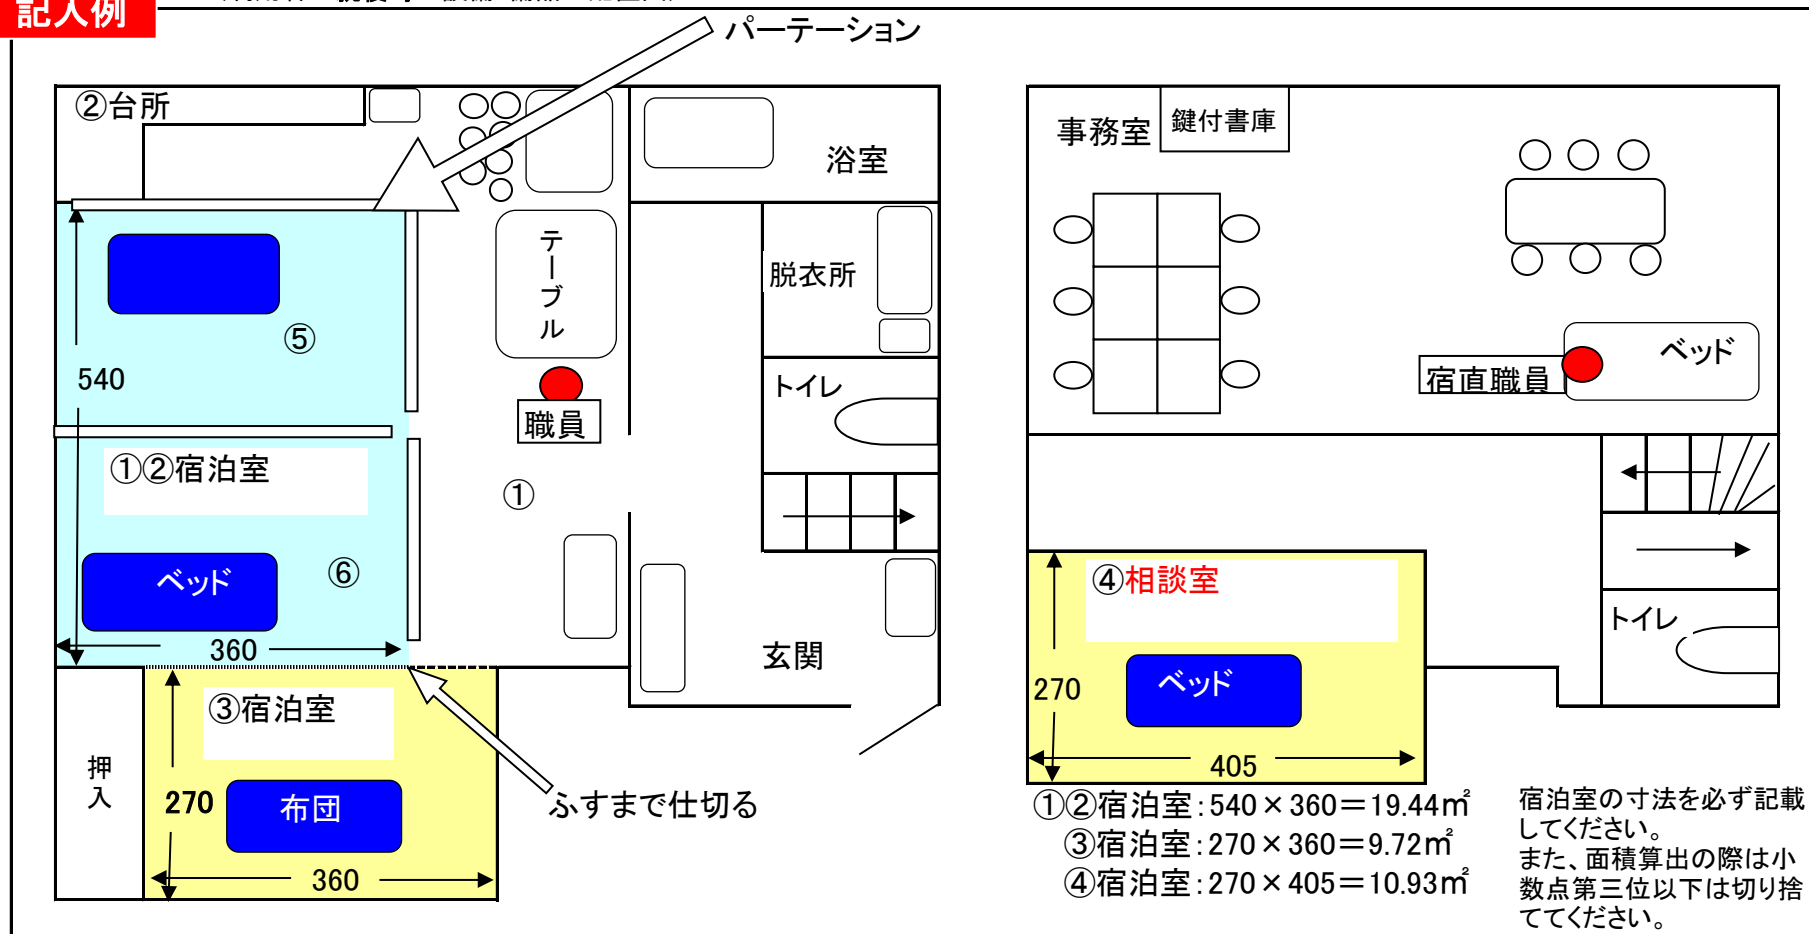 記入例
パーテーション
②台所
浴室
テーブル
脱衣所
⑤
540
職員
トイレ
①②宿泊室
①
ベッド
⑥
360
玄関
③宿泊室
押入
270
布団
ふすまで仕切る
360
事務室
鍵付書庫
ベッド
宿直職員
④相談室
トイレ
270
ベッド
405
①②宿泊室:540×360=19.44㎡
③宿泊室:270×360=9.72㎡
④宿泊室:270×405=10.93㎡
宿泊室の寸法を必ず記載
してください。
また、面積算出の際は小
数点第三位以下は切り捨
ててください。